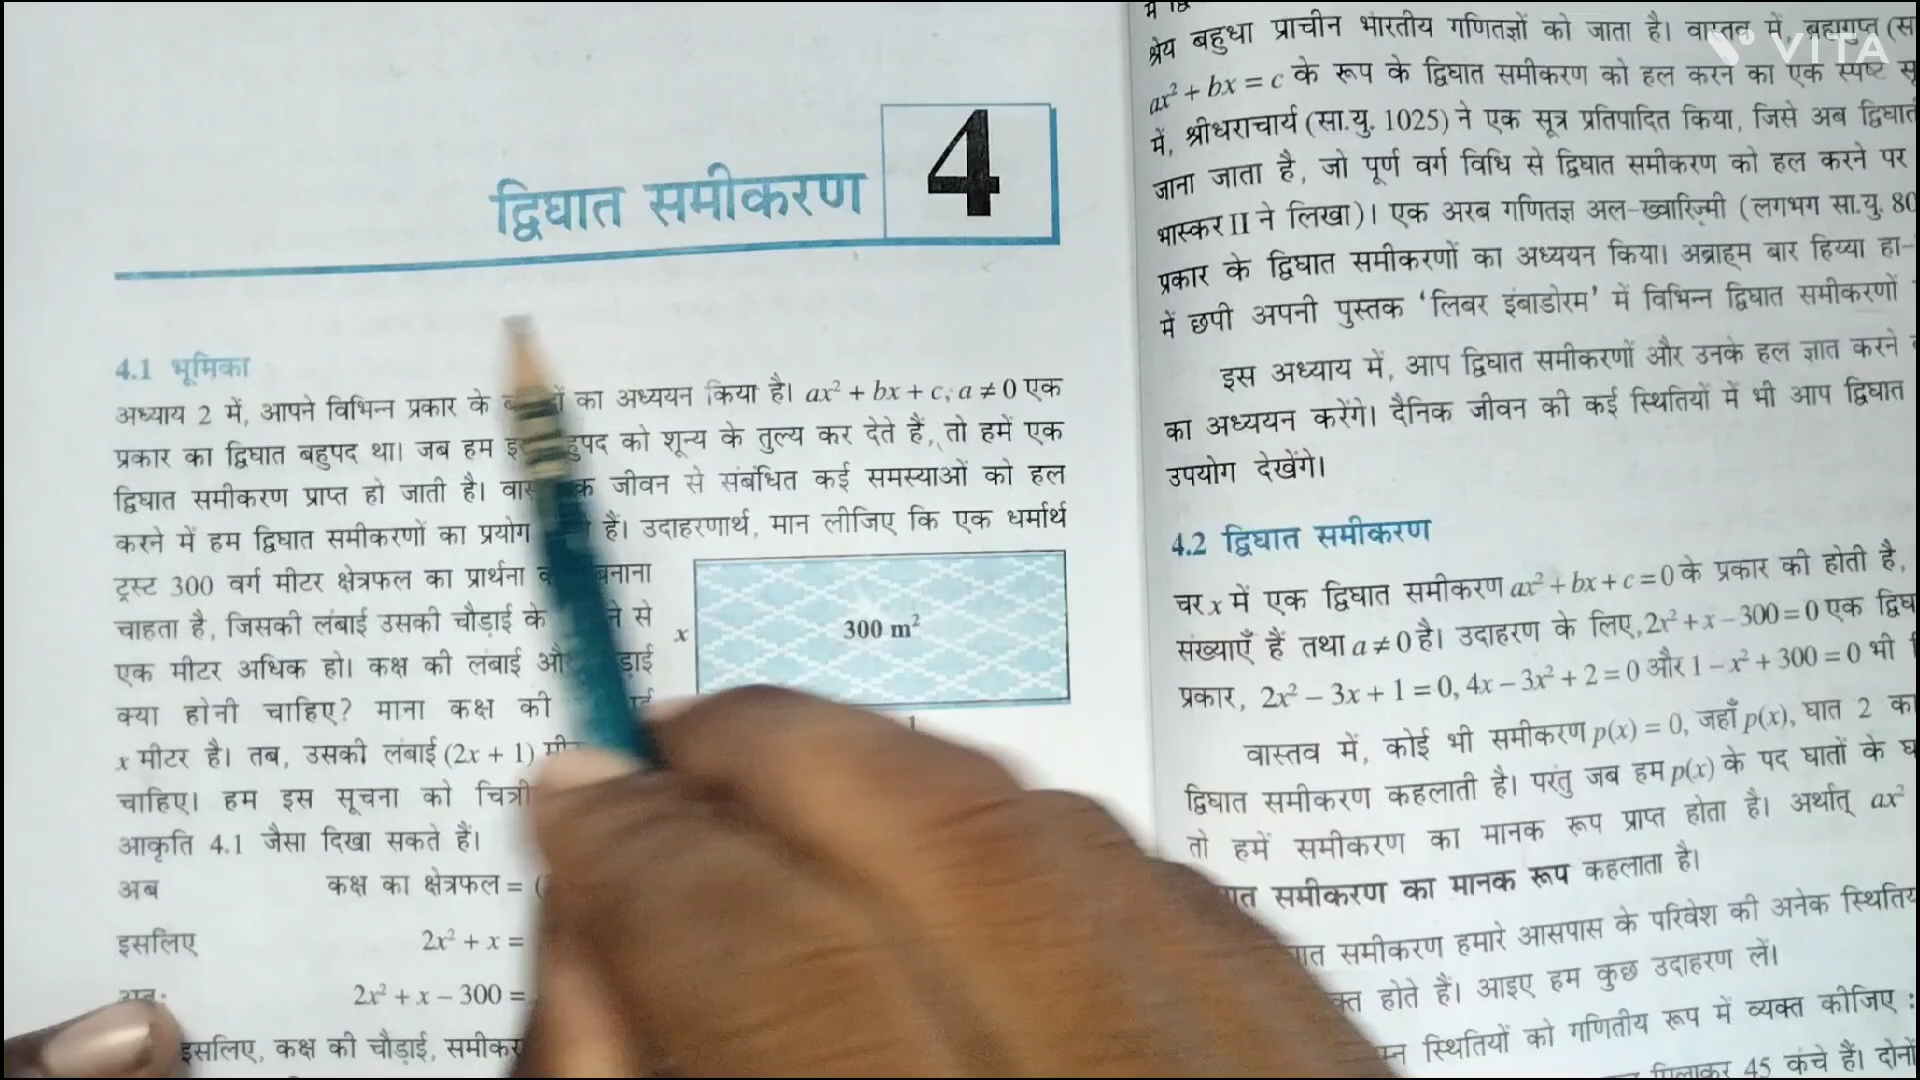 द्विघात समीकरण
4
4.1 भूमिका
अध्याय 2 में, आपने विभिन्न प्रकार के का अध्ययन किया है। ax² + bx + c, a ≠ 0 एक
प्रकार का द्विघात बहुपद था। जब हम को शून्य के तुल्य कर देते हैं, तो हमें एक
द्विघात समीकरण प्राप्त हो जाती है। जीवन से संबंधित कई समस्याओं को हल
करने में हम द्विघात समीकरणों का प्रयोग हैं। उदाहरणार्थ, मान लीजिए कि एक धर्मार्थ
ट्रस्ट 300 वर्ग मीटर क्षेत्रफल का प्रार्थना बनाना
चाहता है, जिसकी लंबाई उसकी चौड़ाई के से
एक मीटर अधिक हो। कक्ष की लंबाई
क्या होनी चाहिए? माना कक्ष की
x मीटर है। तब, उसकी लंबाई (2x + 1)
चाहिए। हम इस सूचना को
आकृति 4.1 जैसा दिखा सकते हैं।
अब कक्ष का क्षेत्रफल = (
इसलिए 2x² + x =
2x² + x – 300 =
इसलिए, कक्ष की चौड़ाई,
x
300 m²
श्रेय बहुधा प्राचीन भारतीय गणितज्ञों को जाता है। वास्तव में, ब्रह्मगुप्त
ax² + bx = c के रूप के द्विघात समीकरण को हल करने का एक स्पष्ट
में, श्रीधराचार्य (सा.यु. 1025) ने एक सूत्र प्रतिपादित किया, जिसे अब
जाना जाता है, जो पूर्ण वर्ग विधि से द्विघात समीकरण को हल करने पर
भास्कर II ने लिखा)। एक अरब गणितज्ञ अल-ख्वारिज़्मी (लगभग सा.यु.
प्रकार के द्विघात समीकरणों का अध्ययन किया। अब्राह्म बार हिय्या हा-
में छपी अपनी पुस्तक ‘लिबर इंबाडोरम’ में विभिन्न द्विघात समीकरणों
इस अध्याय में, आप द्विघात समीकरणों और उनके हल ज्ञात करने
का अध्ययन करेंगे। दैनिक जीवन की कई स्थितियों में भी आप द्विघात
उपयोग देखेंगे।
4.2 द्विघात समीकरण
चर x में एक द्विघात समीकरण ax² + bx + c = 0 के प्रकार की होती है,
संख्याएँ हैं तथा a ≠ 0 है। उदाहरण के लिए, 2x² + x – 300 = 0 एक
प्रकार, 2x² – 3x + 1 = 0, 4x – 3x² + 2 = 0 और 1 – x² + 300 = 0 भी
वास्तव में, कोई भी समीकरण p(x) = 0, जहाँ p(x), घात 2
द्विघात समीकरण कहलाती है। परंतु जब हम p(x) के पद घातों के
तो हमें समीकरण का मानक रूप प्राप्त होता है। अर्थात् ax²
समीकरण का मानक रूप कहलाता है।
समीकरण हमारे आसपास के परिवेश की अनेक
होते हैं। आइए हम कुछ उदाहरण लें।
स्थितियों को गणितीय रूप में व्यक्त कीजिए :
45 कंचे हैं।
VITA